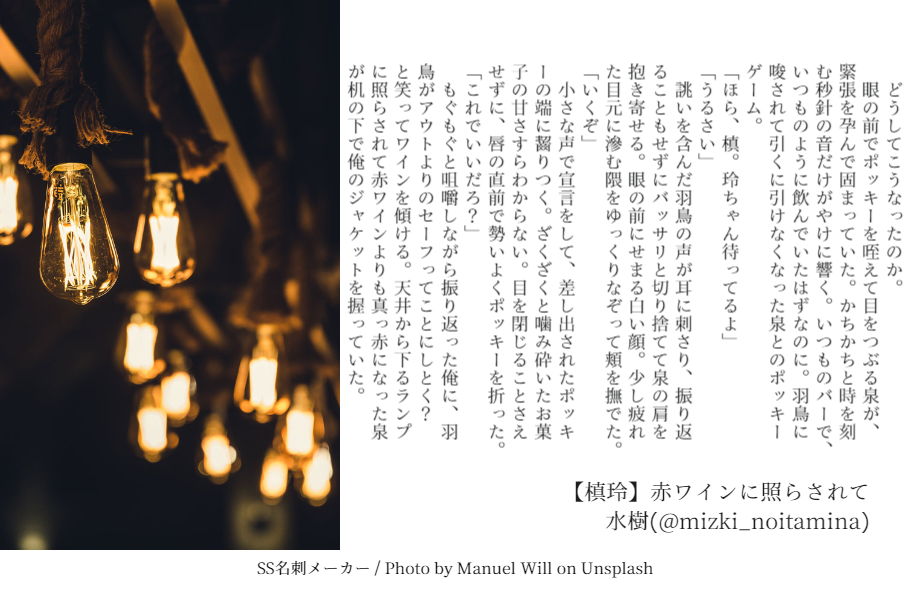 どうしてこうなったのか。
眼の前でポッキーを咥えて目をつぶる泉が、
緊張を孕んで固まっていた。かちかちと時を刻
む秒針の音だけがやけに響く。いつものバーで、
いつものように飲んでいたはずなのに。羽鳥に
唆されて引くに引けなくなった泉とのポッキー
ゲーム。
「ほら、槙。玲ちゃん待ってるよ」
「うるさい」
誂いを含んだ羽鳥の声が耳に刺さり、振り返
ることもせずにバッサリと切り捨てて泉の肩を
抱き寄せる。眼の前にせまる白い顔。少し疲れ
た目元に滲む隈をゆっくりなぞって頬を撫でた。
「いくぞ」
小さな声で宣言をして、差し出されたポッキ
ーの端に齧りつく。ざくざくと噛み砕いたお菓
子の甘さすらわからない。目を閉じることさえ
せずに、唇の直前で勢いよくポッキーを折った。
「これでいいだろ？」
もぐもぐと咀嚼しながら振り返った俺に、羽
鳥がアウトよりのセーフってことにしとく？
と笑ってワインを傾ける。天井から下るランプ
に照らされて赤ワインよりも真っ赤になった泉
が机の下で俺のジャケットを握っていた。
【槙玲】赤ワインに照らされて
水樹(@mizki_noitamina)
SS名刺メーカー / Photo by Manuel Will on Unsplash